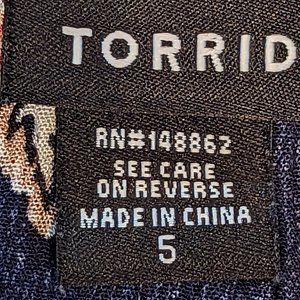 TORRID
RN#148862
SEE CARE
ON REVERSE
MADE IN CHINA
5